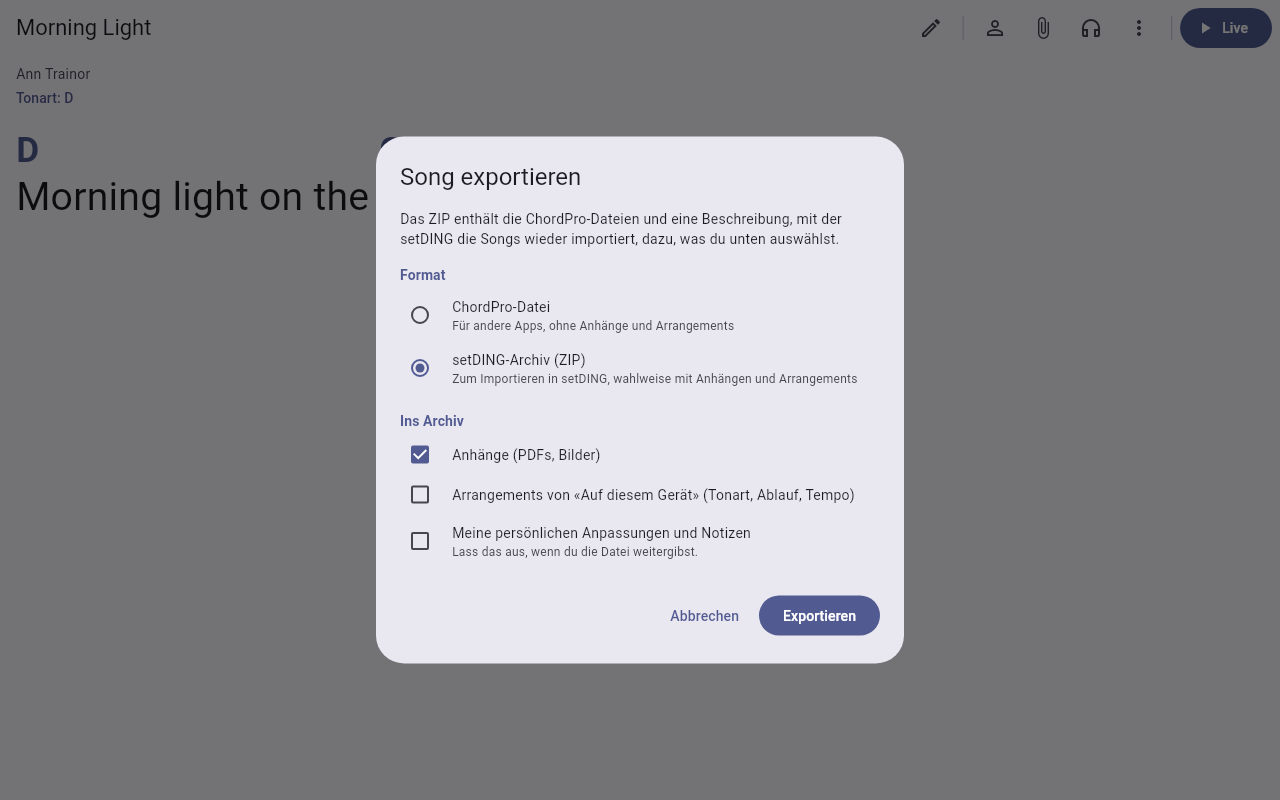 Morning Light
Live
Ann Trainor
Tonart: D
D
Morning light on the
Song exportieren
Das ZIP enthält die ChordPro-Dateien und eine Beschreibung, mit der
setDING die Songs wieder importiert, dazu, was du unten auswählst.
Format
ChordPro-Datei
Für andere Apps, ohne Anhänge und Arrangements
setDING-Archiv (ZIP)
Zum Importieren in setDING, wahlweise mit Anhängen und Arrangements
Ins Archiv
Anhänge (PDFs, Bilder)
Arrangements von «Auf diesem Gerät» (Tonart, Ablauf, Tempo)
Meine persönlichen Anpassungen und Notizen
Lass das aus, wenn du die Datei weitergibst.
Abbrechen
Exportieren